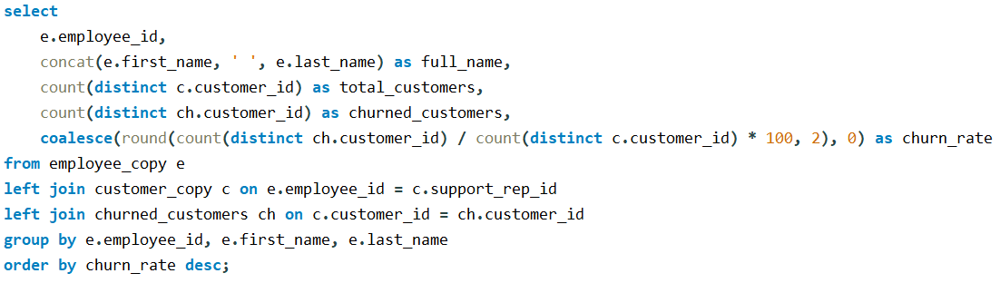 select
    e.employee_id,
    concat(e.first_name, ' ', e.last_name) as full_name,
    count(distinct c.customer_id) as total_customers,
    count(distinct ch.customer_id) as churned_customers,
    coalesce(round(count(distinct ch.customer_id) / count(distinct c.customer_id) * 100, 2), 0) as churn_rate
from employee_copy e
left join customer_copy c on e.employee_id = c.support_rep_id
left join churned_customers ch on c.customer_id = ch.customer_id
group by e.employee_id, e.first_name, e.last_name
order by churn_rate desc;